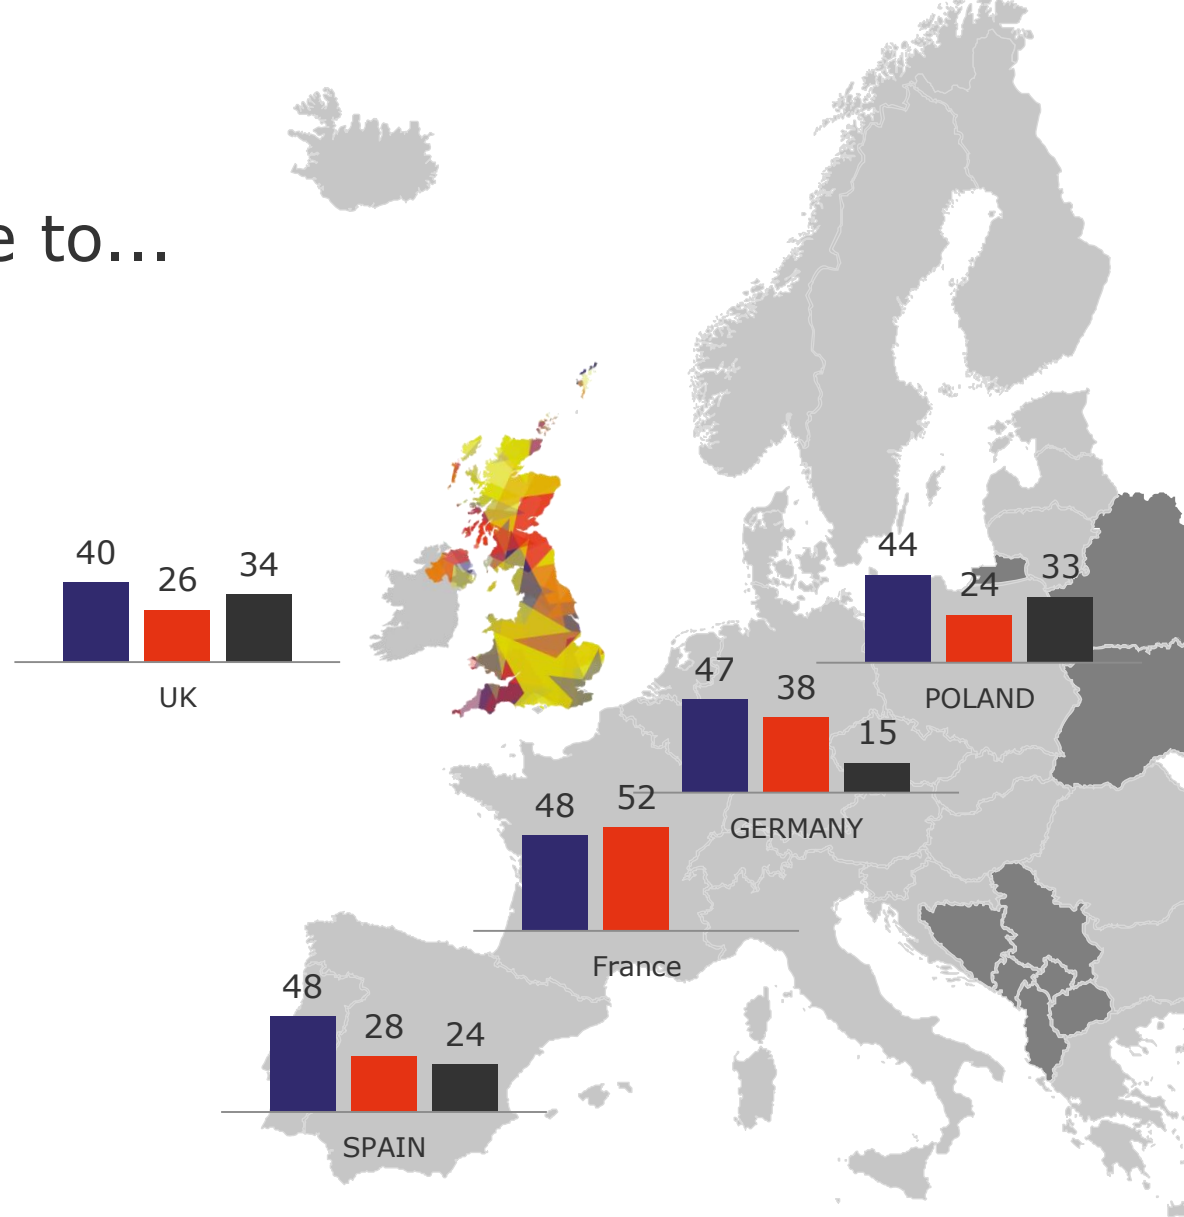 e to...
40 26 34
UK
44 24 33
POLAND
47 38 15
GERMANY
48 52
France
48 28 24
SPAIN